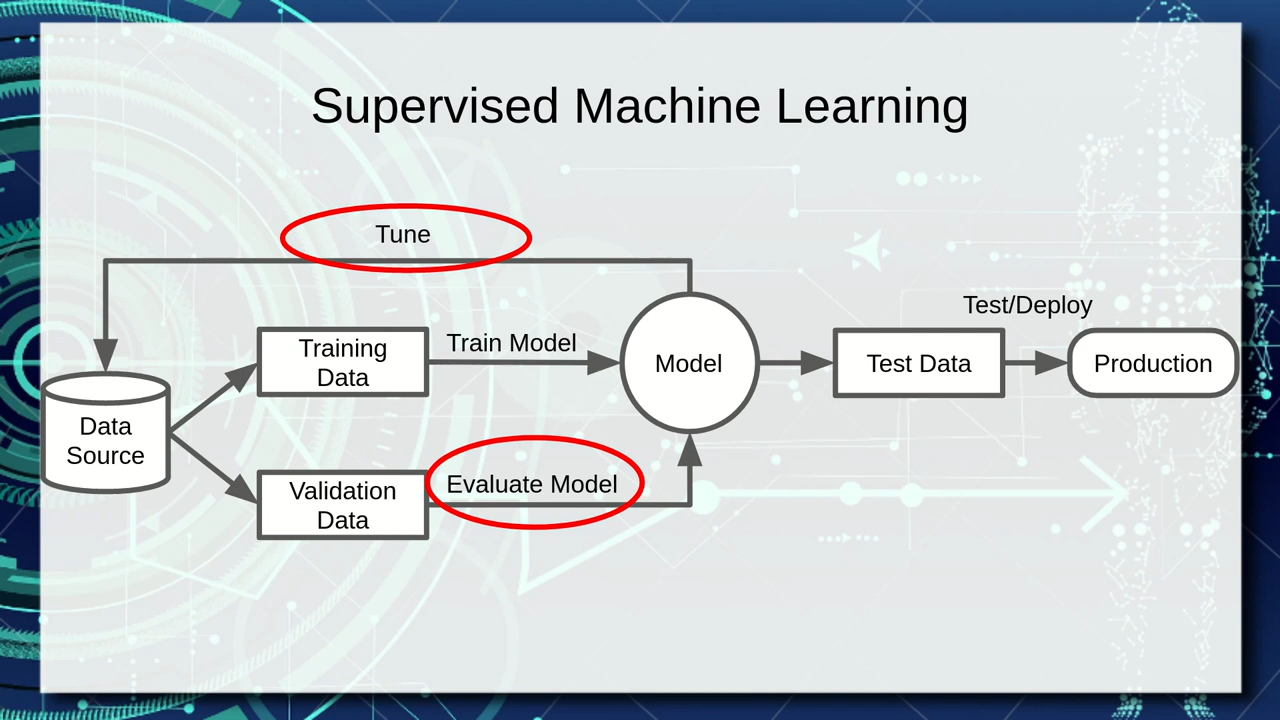 Supervised Machine Learning
Tune
Test/Deploy
Training
Data
Train Model
Model
Test Data
Production
Data
Source
Validation
Data
Evaluate Model